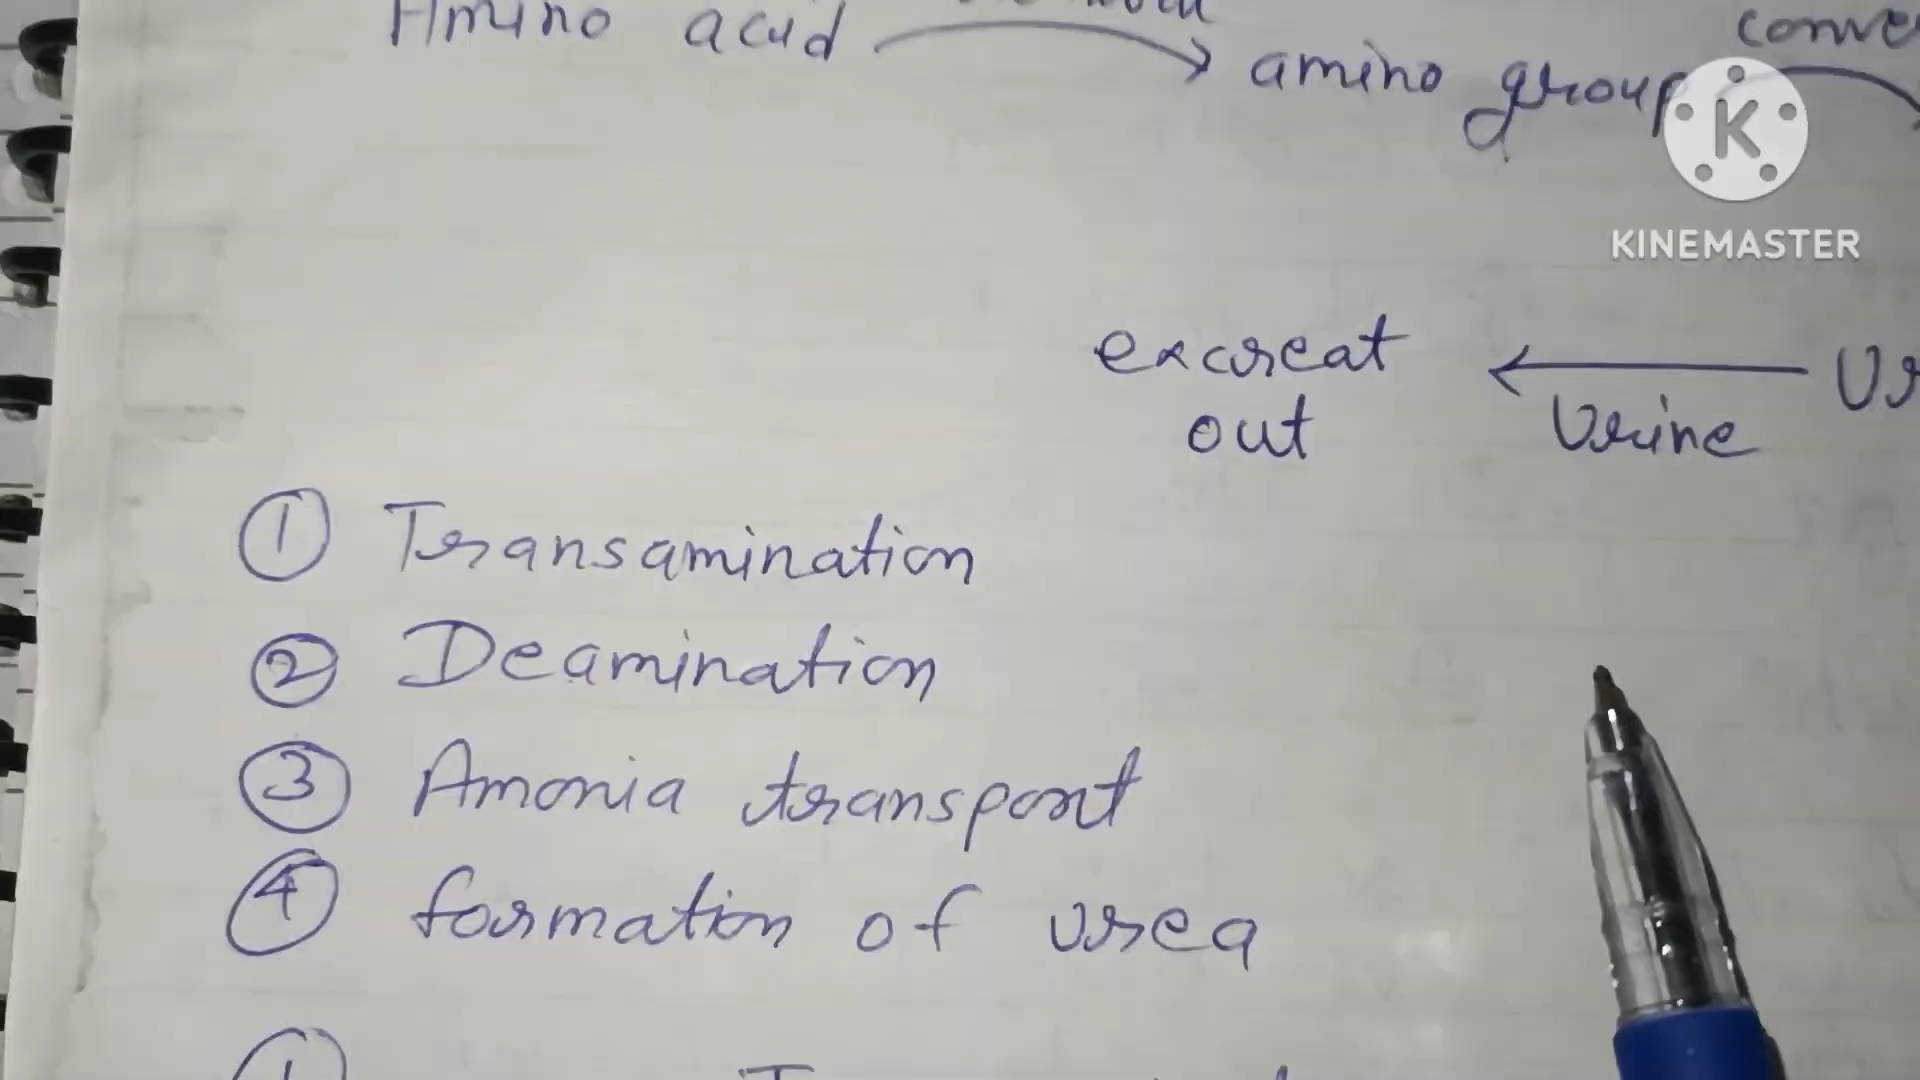 Amino acid → amino group
KINEMASTER
excreat ← Urine
out
① Transamination
② Deamination
③ Amonia transport
④ formation of urea